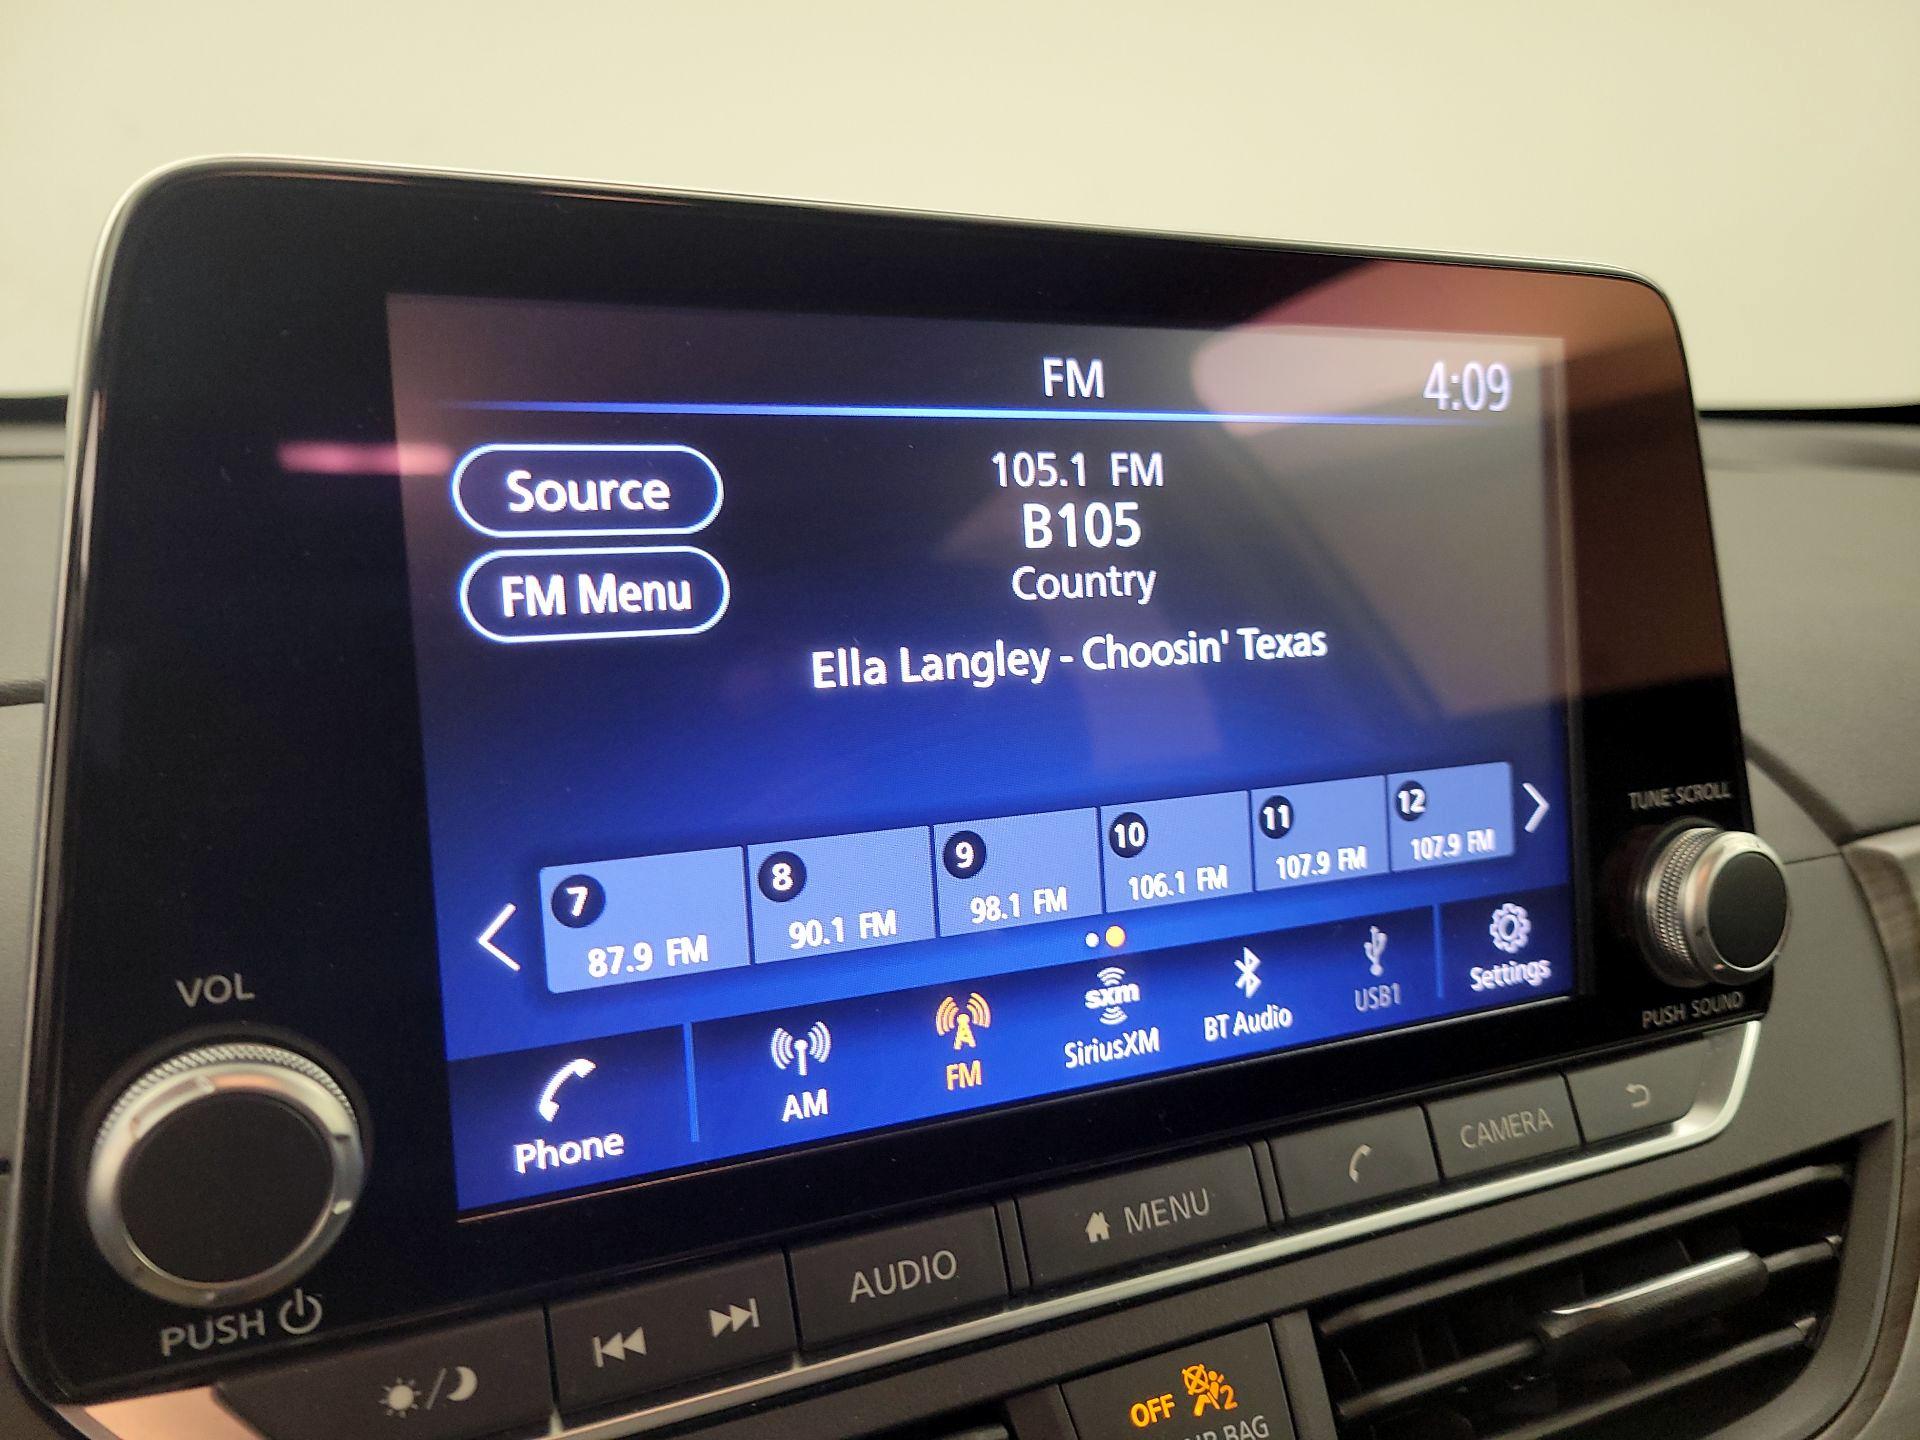 FM
4:09
Source
105.1 FM
B105
FM Menu
Country
Ella Langley - Choosin' Texas
7
87.9 FM
8
90.1 FM
9
98.1 FM
10
106.1 FM
11
107.9 FM
12
107.9 FM
Phone
AM
FM
sxm
SiriusXM
BT Audio
USB1
Settings
VOL
PUSH
TUNE·SCROLL
PUSH SOUND
AUDIO
MENU
CAMERA
OFF
2
BAG